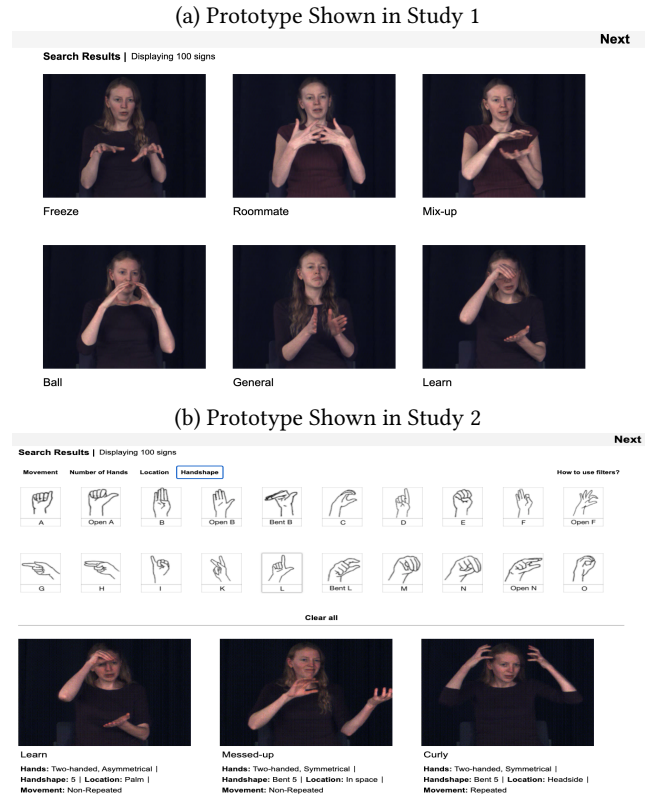 (a) Prototype Shown in Study 1
Next
Search Results | Displaying 100 signs
Freeze Roommate Mix-up
Ball General Learn
(b) Prototype Shown in Study 2
Next
Search Results | Displaying 100 signs
Movement Number of Hands Location Handshape How to use filters?
A Open A B Open B Bent B C D E F Open F
G H I K L Bent L M N Open N O
Clear all
Learn Messed-up Curly
Hands: Two-handed, Asymmetrical | Hands: Two-handed, Symmetrical | Hands: Two-handed, Symmetrical |
Handshape: 5 | Location: Palm | Handshape: Bent 5 | Location: In space | Handshape: Bent 5 | Location: Headside |
Movement: Non-Repeated Movement: Non-Repeated Movement: Repeated